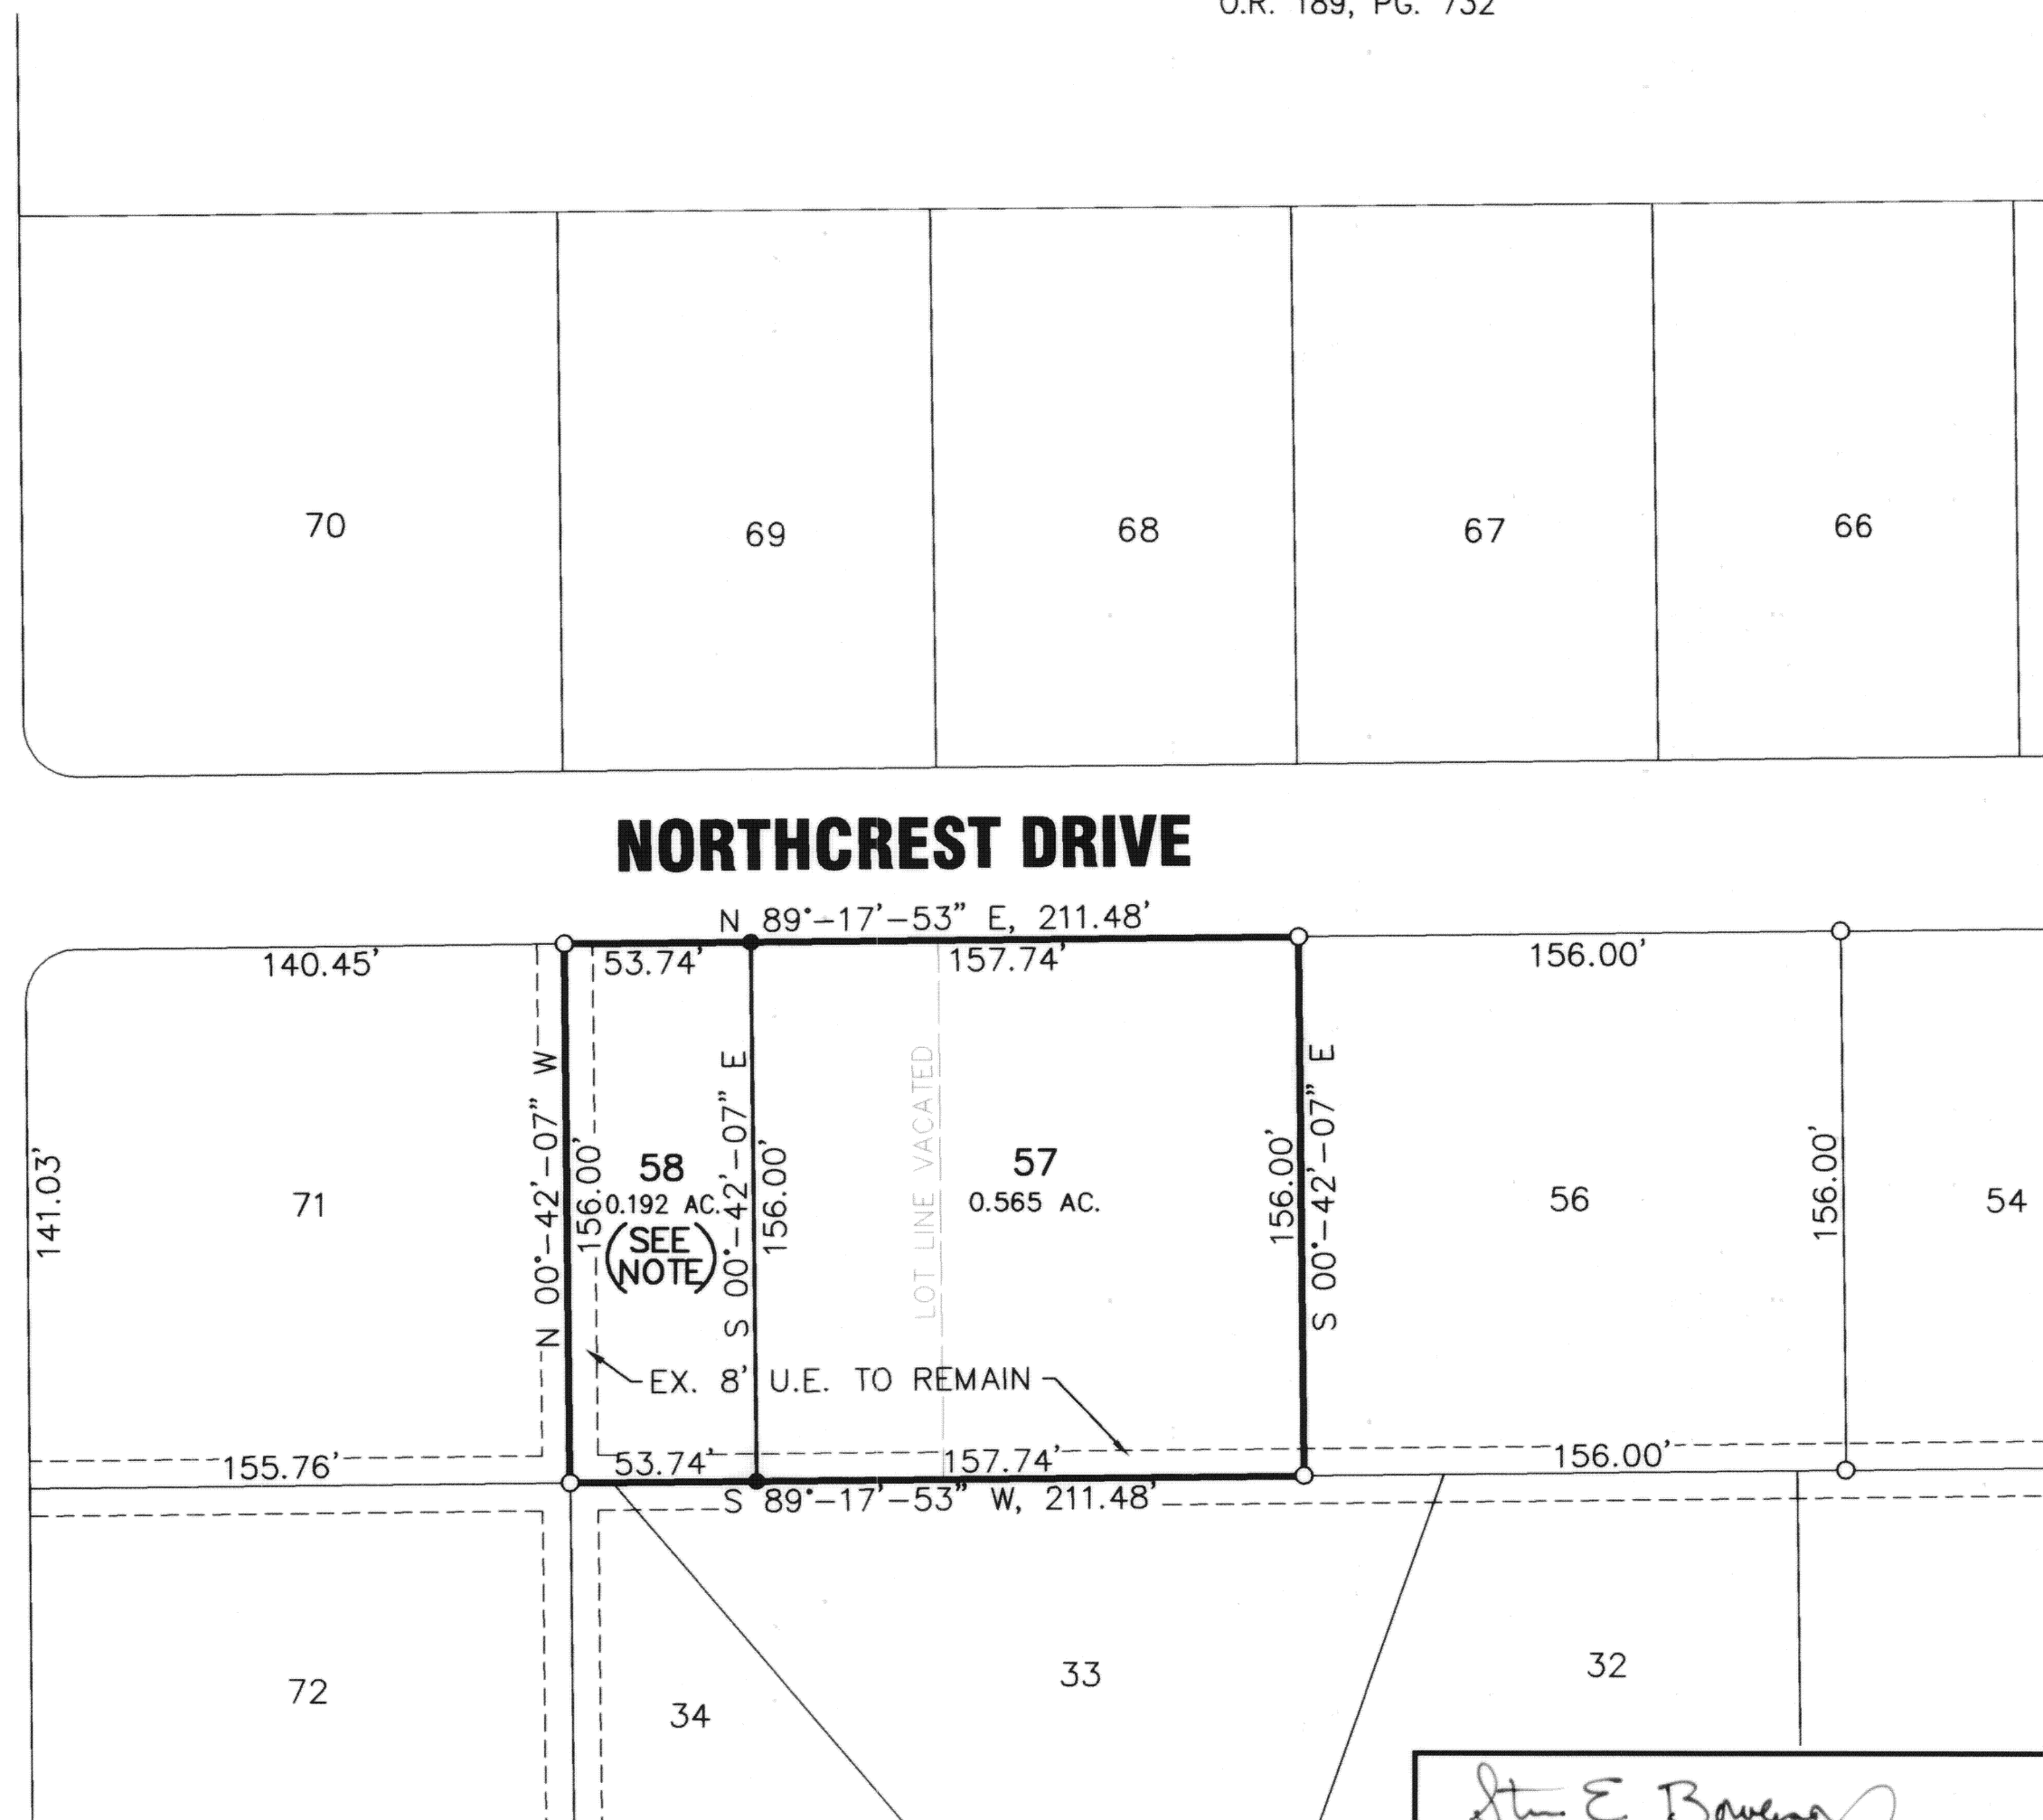 O.R. 189, PG. 732
70
69
68
67
66
NORTHCREST DRIVE
N 89°-17'-53" E, 211.48'
140.45'
53.74'
157.74'
156.00'
141.03'
71
N 00°-42'-07" W
156.00'
58
0.192 AC.
(SEE
NOTE)
S 00°-42'-07" E
156.00'
LOT LINE VACATED
57
0.565 AC.
156.00'
S 00°-42'-07" E
56
156.00'
54
EX. 8' U.E. TO REMAIN
155.76'
53.74'
157.74'
156.00'
S 89°-17'-53" W, 211.48'
72
34
33
32